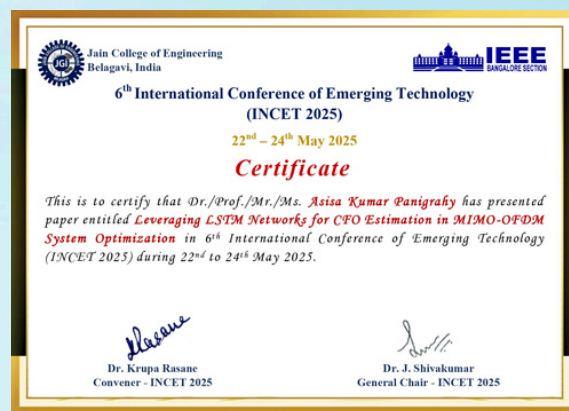 Jain College of Engineering
Belagavi, India
JGI
IEEE
BANGALORE SECTION
6th International Conference of Emerging Technology
(INCET 2025)
22nd – 24th May 2025
Certificate
This is to certify that Dr./Prof./Mr./Ms. Asisa Kumar Panigrahy has presented
paper entitled Leveraging LSTM Networks for CFO Estimation in MIMO-OFDM
System Optimization in 6th International Conference of Emerging Technology
(INCET 2025) during 22nd to 24th May 2025.
Dr. Krupa Rasane
Convener - INCET 2025
Dr. J. Shivakumar
General Chair - INCET 2025